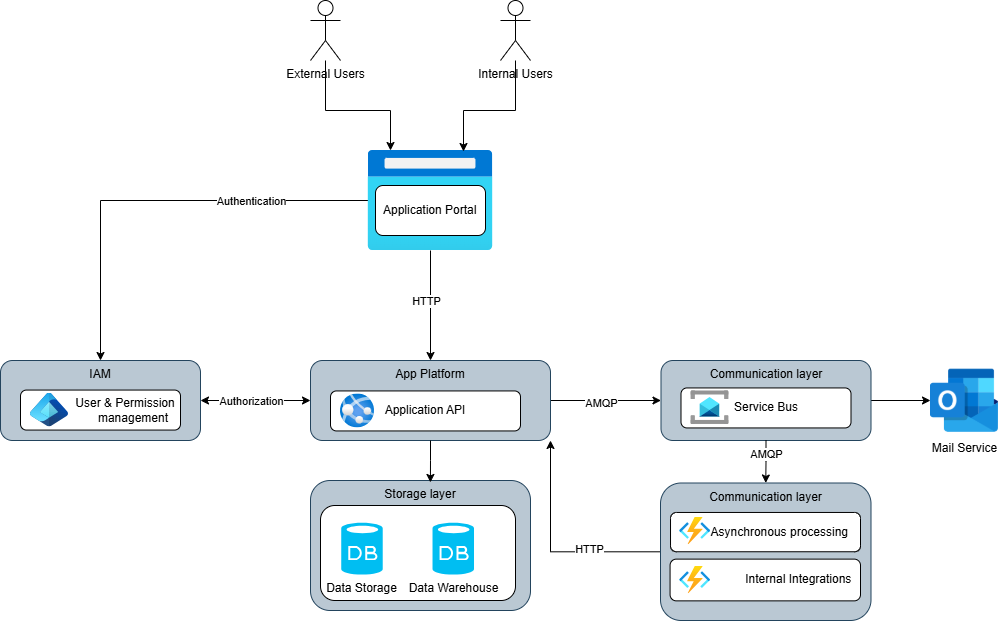 External Users
Internal Users
Application Portal
Authentication
HTTP
IAM
User & Permission
management
Authorization
App Platform
Application API
AMQP
Communication layer
Service Bus
O
Mail Service
AMQP
Storage layer
DB
DB
Data Storage
Data Warehouse
HTTP
Communication layer
Asynchronous processing
Internal Integrations